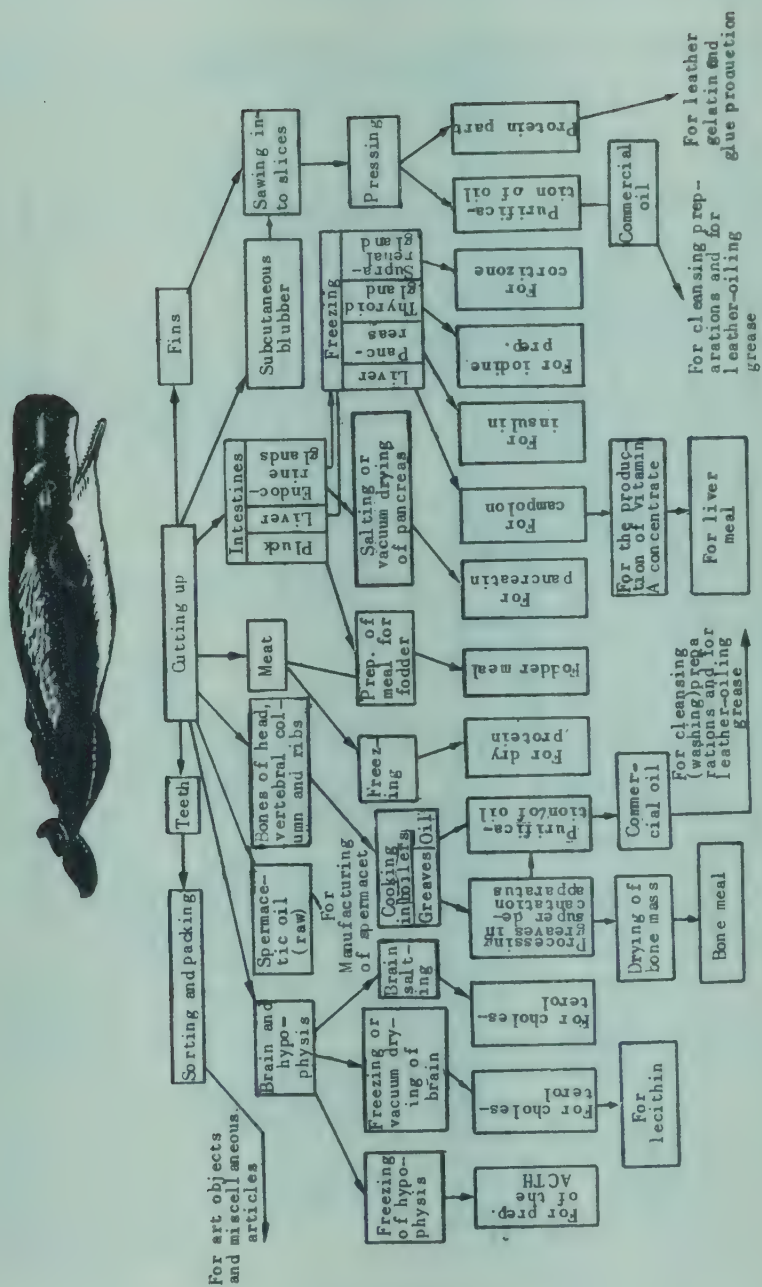 Cutting up
Teeth
Sorting and packing
For art objects
and miscellaneous.
articles
Fins
Sawing in-
to slices
Subcutaneous
blubber
Pressing
Protein part
Purifica-
tion of oil
Commercial
oil
For leather
gelatin and
glue production
For cleansing prep-
arations and for
leather-oiling
grease
Intestines
Pluck
Liver
Endoc-
rine
glands
Freezing
Liver
Panc-
reas
Thyroid
gland
Supra-
renal
gland
For
cortizone
For iodine
prep.
For
insulin
For
campolon
For the produc-
tion of vitamin
A concentrate
For liver
meal
Salting or
vacuum drying
of pancreas
For
pancreatin
Meat
Prep. of
meal for
fodder
Fodder meal
Freez-
ing
For dry
protein
Bones of head,
vertebral col-
umn and ribs
Cooking
in boilers
Greaves
Oil
Purifica-
tion of oil
Commer-
cial oil
For cleansing
(washing)prepa
rations and for
leather-oiling
grease
Processing
greaves in
super de-
cantation
apparatus
Drying of
bone mass
Bone meal
Spermace-
tic oil
(raw)
For
Manufacturing
of spermacet
Brain and
hypo-
physis
Brain
salt-
ing
For choles-
terol
Freezing or
vacuum dry-
ing of
brain
For choles-
terol
For
lecithin
Freezing
of hypo-
physis
For prep.
of the
ACTH